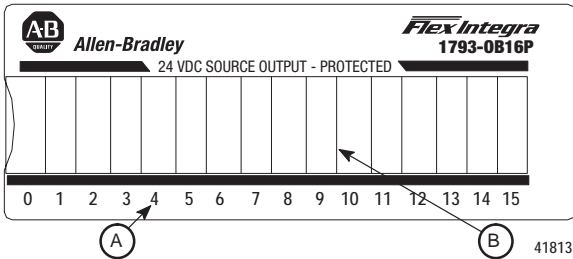 AB
QUALITY
Allen-Bradley
Flex Integra
1793-0B16P
24 VDC SOURCE OUTPUT - PROTECTED
0 1 2 3 4 5 6 7 8 9 10 11 12 13 14 15
A B
41813